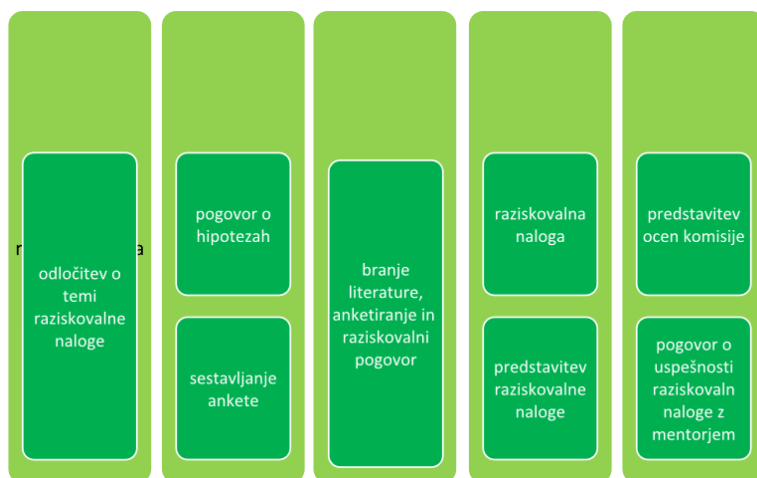 odločitev o
temi
raziskovalne
naloge
pogovor o
hipotezah
sestavljanje
ankete
branje
literature,
anketiranje in
raziskovalni
pogovor
raziskovalna
naloga
predstavitev
raziskovalne
naloge
predstavitev
ocen komisije
pogovor o
uspešnosti
raziskovaln
naloge z
mentorjem